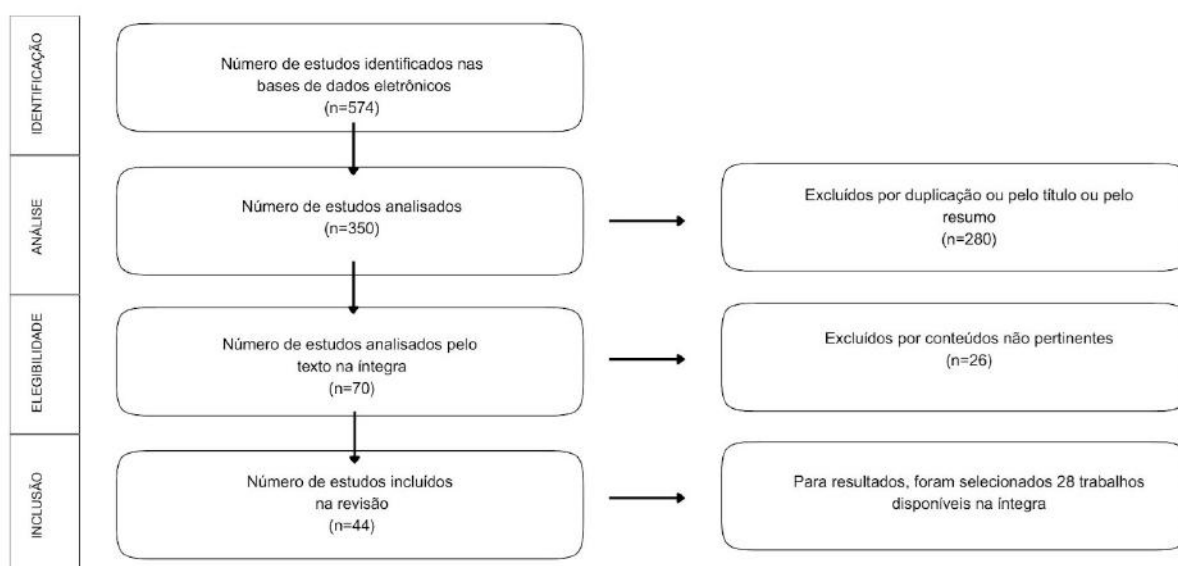 IDENTIFICAÇÃO
Número de estudos identificados nas
bases de dados eletrônicos
(n=574)
ANÁLISE
Número de estudos analisados
(n=350)
Excluídos por duplicação ou pelo título ou pelo
resumo
(n=280)
ELEGIBILIDADE
Número de estudos analisados pelo
texto na íntegra
(n=70)
Excluídos por conteúdos não pertinentes
(n=26)
INCLUSÃO
Número de estudos incluídos
na revisão
(n=44)
Para resultados, foram selecionados 28 trabalhos
disponíveis na íntegra